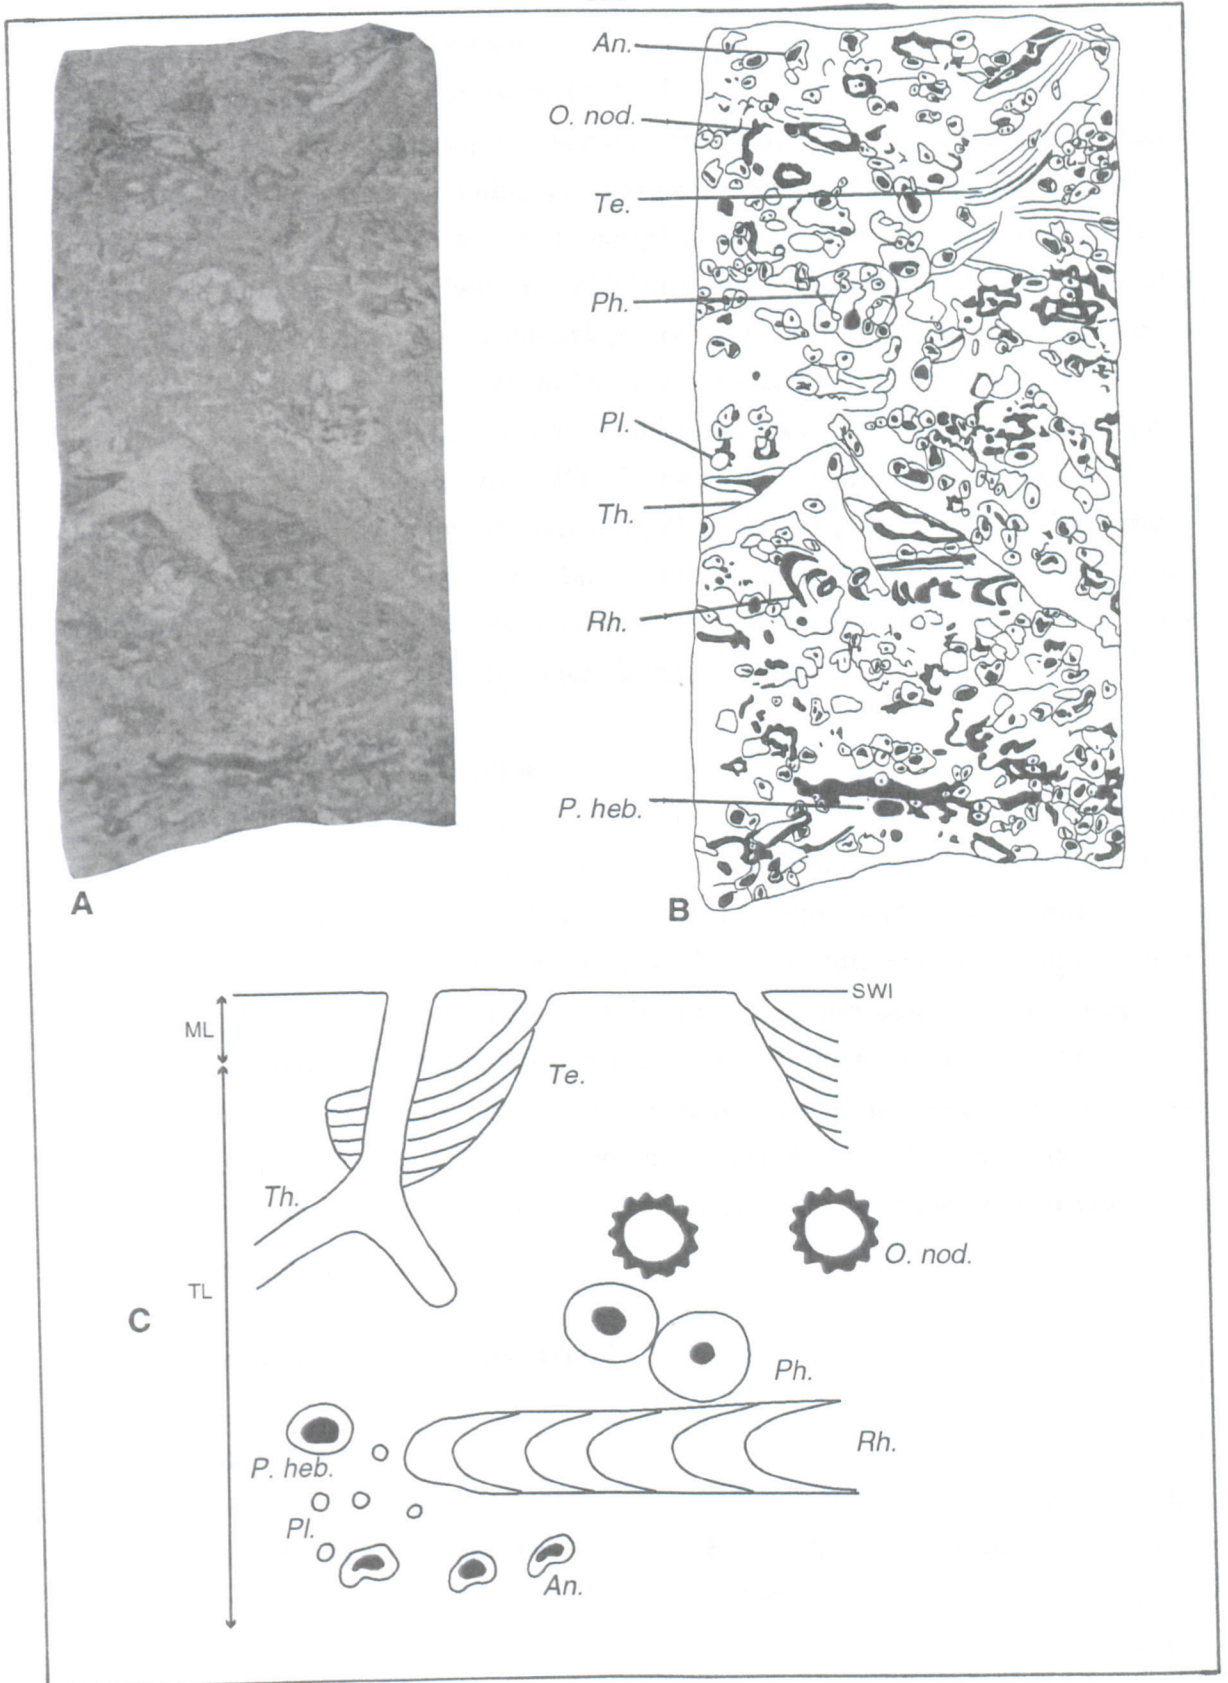 An.
O. nod.
Te.
Ph.
Pl.
Th.
Rh.
P. heb.
A
B
SWI
ML
Te.
Th.
O. nod.
TL
C
Ph.
Rh.
P. heb.
Pl.
An.